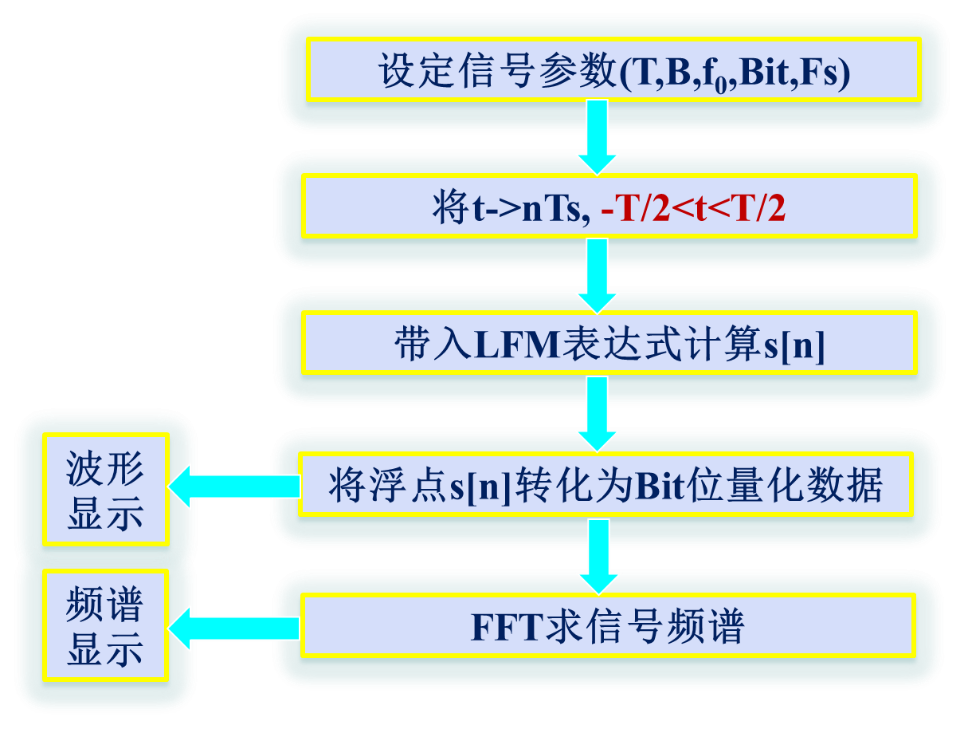 设定信号参数(T,B,f₀,Bit,Fs)
将t->nTs, -T/2<t<T/2
带入LFM表达式计算s[n]
将浮点s[n]转化为Bit位量化数据
波形
显示
FFT求信号频谱
频谱
显示